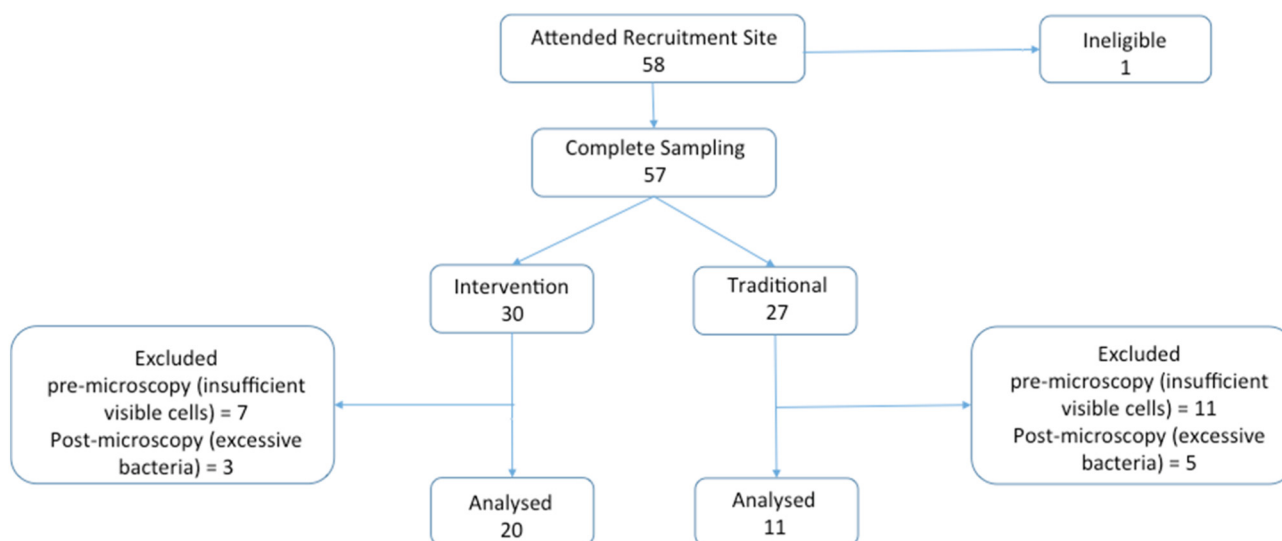 Attended Recruitment Site
58
Ineligible
1
Complete Sampling
57
Intervention
30
Traditional
27
Excluded
pre-microscopy (insufficient
visible cells) = 7
Post-microscopy (excessive
bacteria) = 3
Excluded
pre-microscopy (insufficient
visible cells) = 11
Post-microscopy (excessive
bacteria) = 5
Analysed
20
Analysed
11